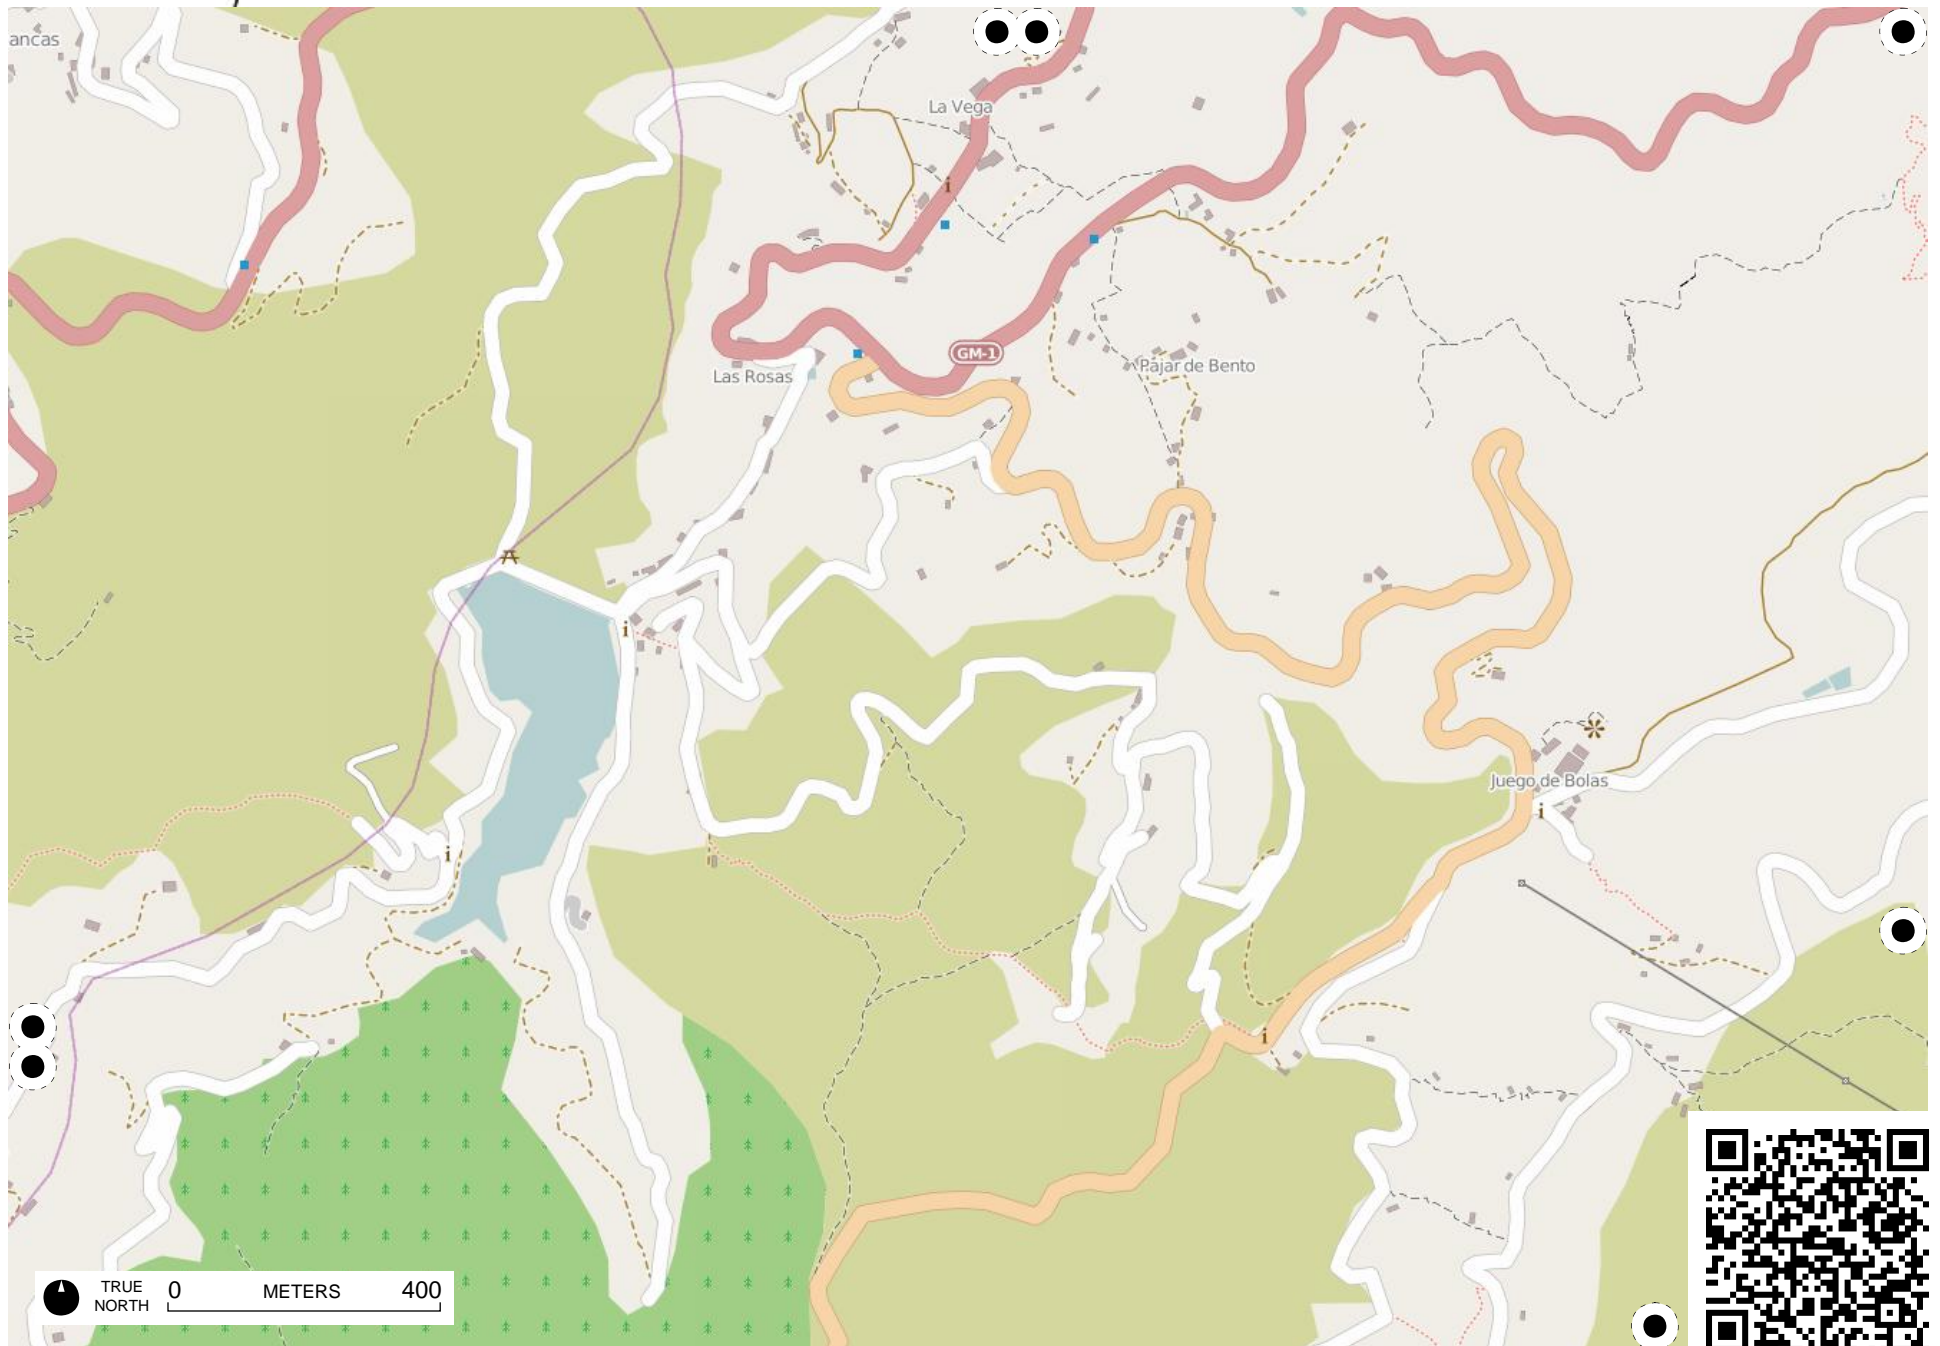 ancas
La Vega
GM-1
Las Rosas
Pajar de Bento
Juego de Bolas
TRUE NORTH
0 METERS 400